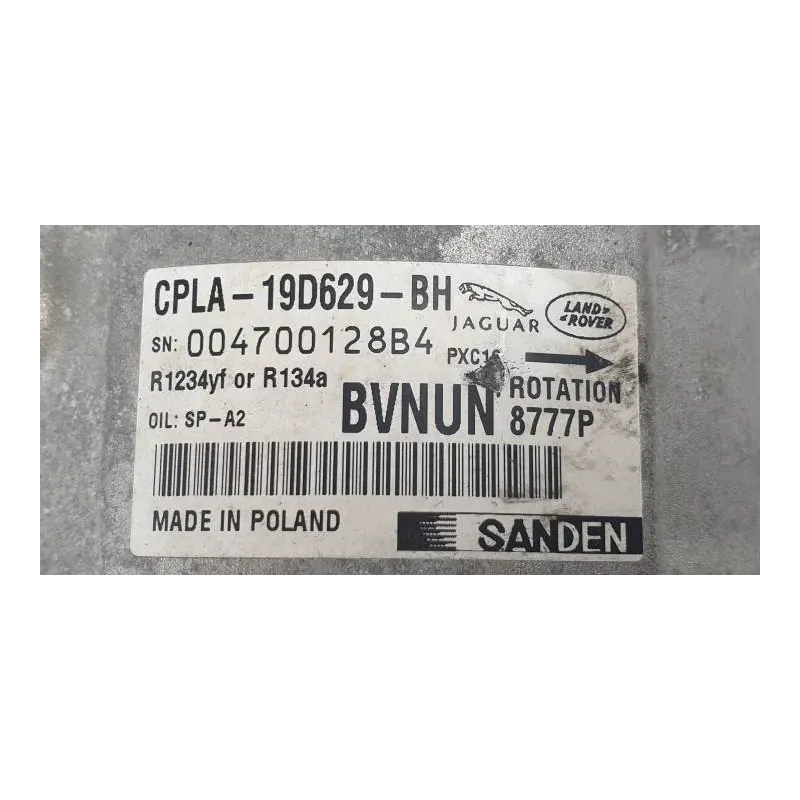 CPLA-19D629-BH
JAGUAR
LAND ROVER
SN: 004700128B4
PXC16
R1234yf or R134a
ROTATION
OIL: SP-A2
BVNUN
8777P
MADE IN POLAND
SANDEN